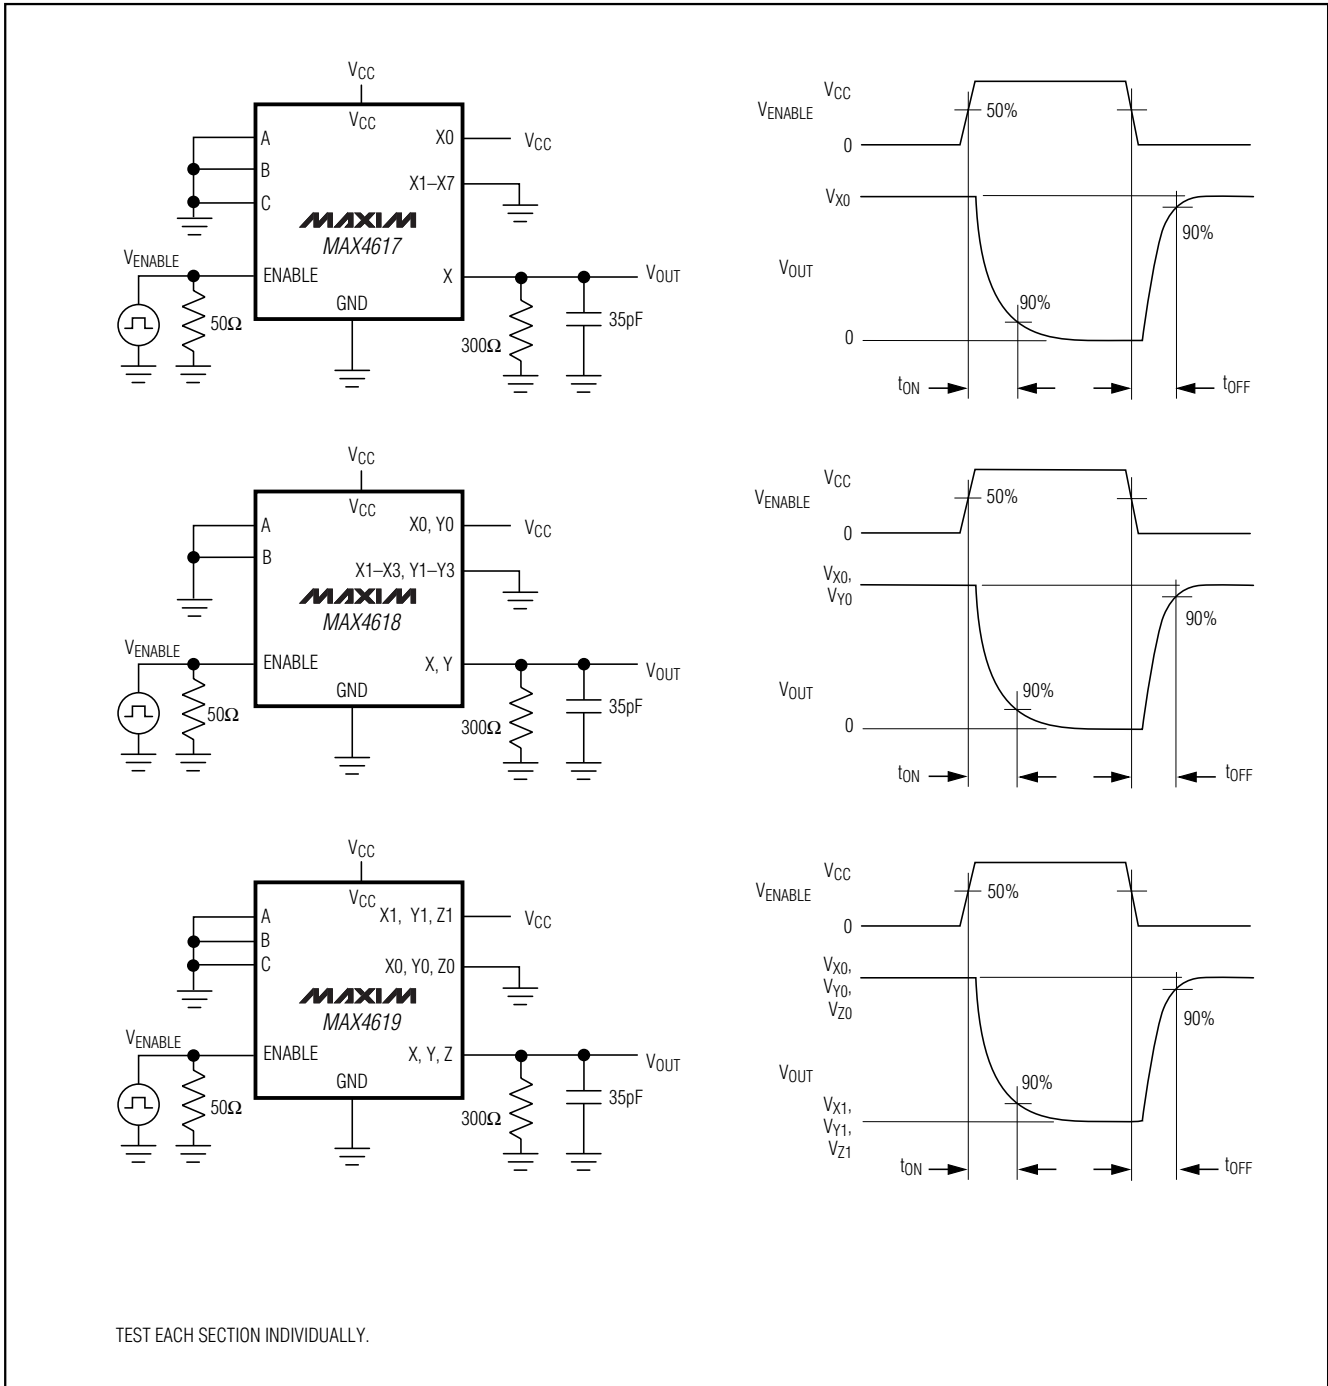 VCC
VCC
A
X0
VCC
B
X1–X7
C
MAXIM
MAX4617
VENABLE
ENABLE
X
VOUT
GND
50Ω
300Ω
35pF
VCC
VENABLE
50%
0
VX0
90%
VOUT
90%
0
tON
tOFF
VCC
VCC
A
X0, Y0
VCC
B
X1–X3, Y1–Y3
MAXIM
MAX4618
VENABLE
ENABLE
X, Y
VOUT
GND
50Ω
300Ω
35pF
VCC
VENABLE
50%
0
VX0,
VY0
90%
VOUT
90%
0
tON
tOFF
VCC
VCC
A
X1, Y1, Z1
VCC
B
C
X0, Y0, Z0
MAXIM
MAX4619
VENABLE
ENABLE
X, Y, Z
VOUT
GND
50Ω
300Ω
35pF
VCC
VENABLE
50%
0
VX0,
VY0,
VZ0
90%
VOUT
90%
VX1,
VY1,
VZ1
tON
tOFF
TEST EACH SECTION INDIVIDUALLY.